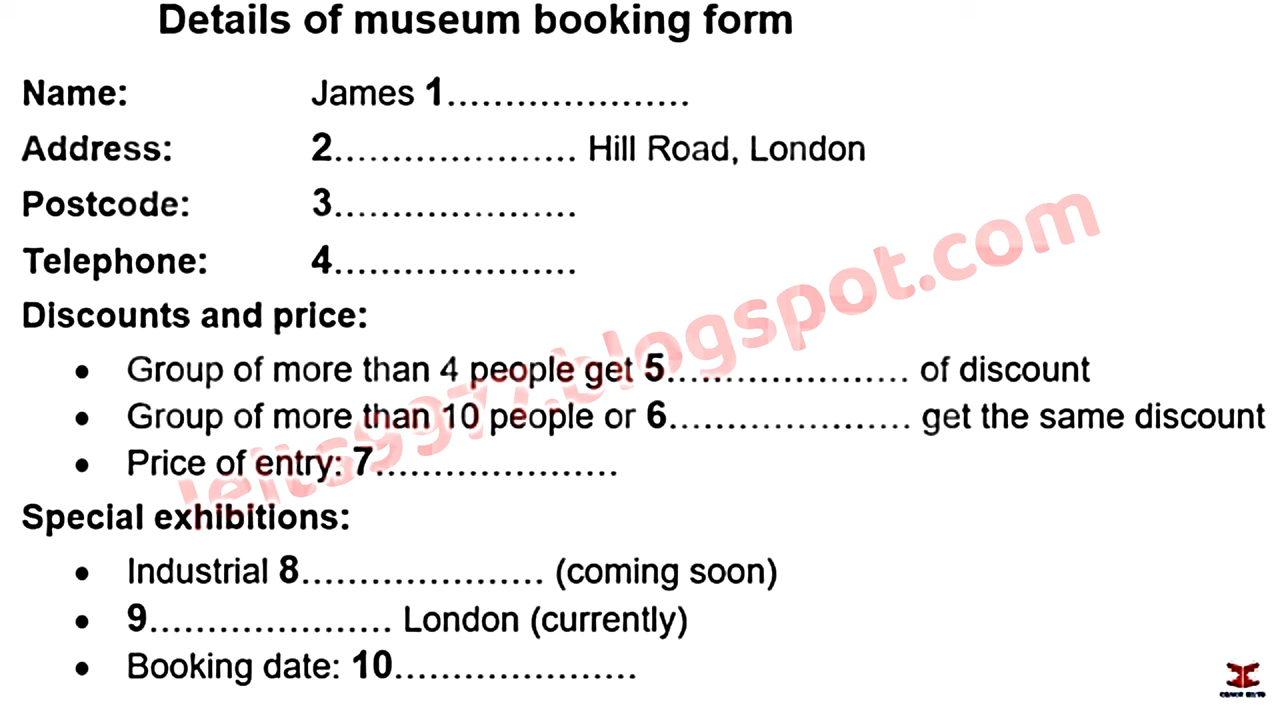 Details of museum booking form
Name: James 1.....................
Address: 2..................... Hill Road, London
Postcode: 3.....................
Telephone: 4.....................
Discounts and price:
• Group of more than 4 people get 5..................... of discount
• Group of more than 10 people or 6..................... get the same discount
• Price of entry: 7.....................
Special exhibitions:
• Industrial 8..................... (coming soon)
• 9..................... London (currently)
• Booking date: 10.....................